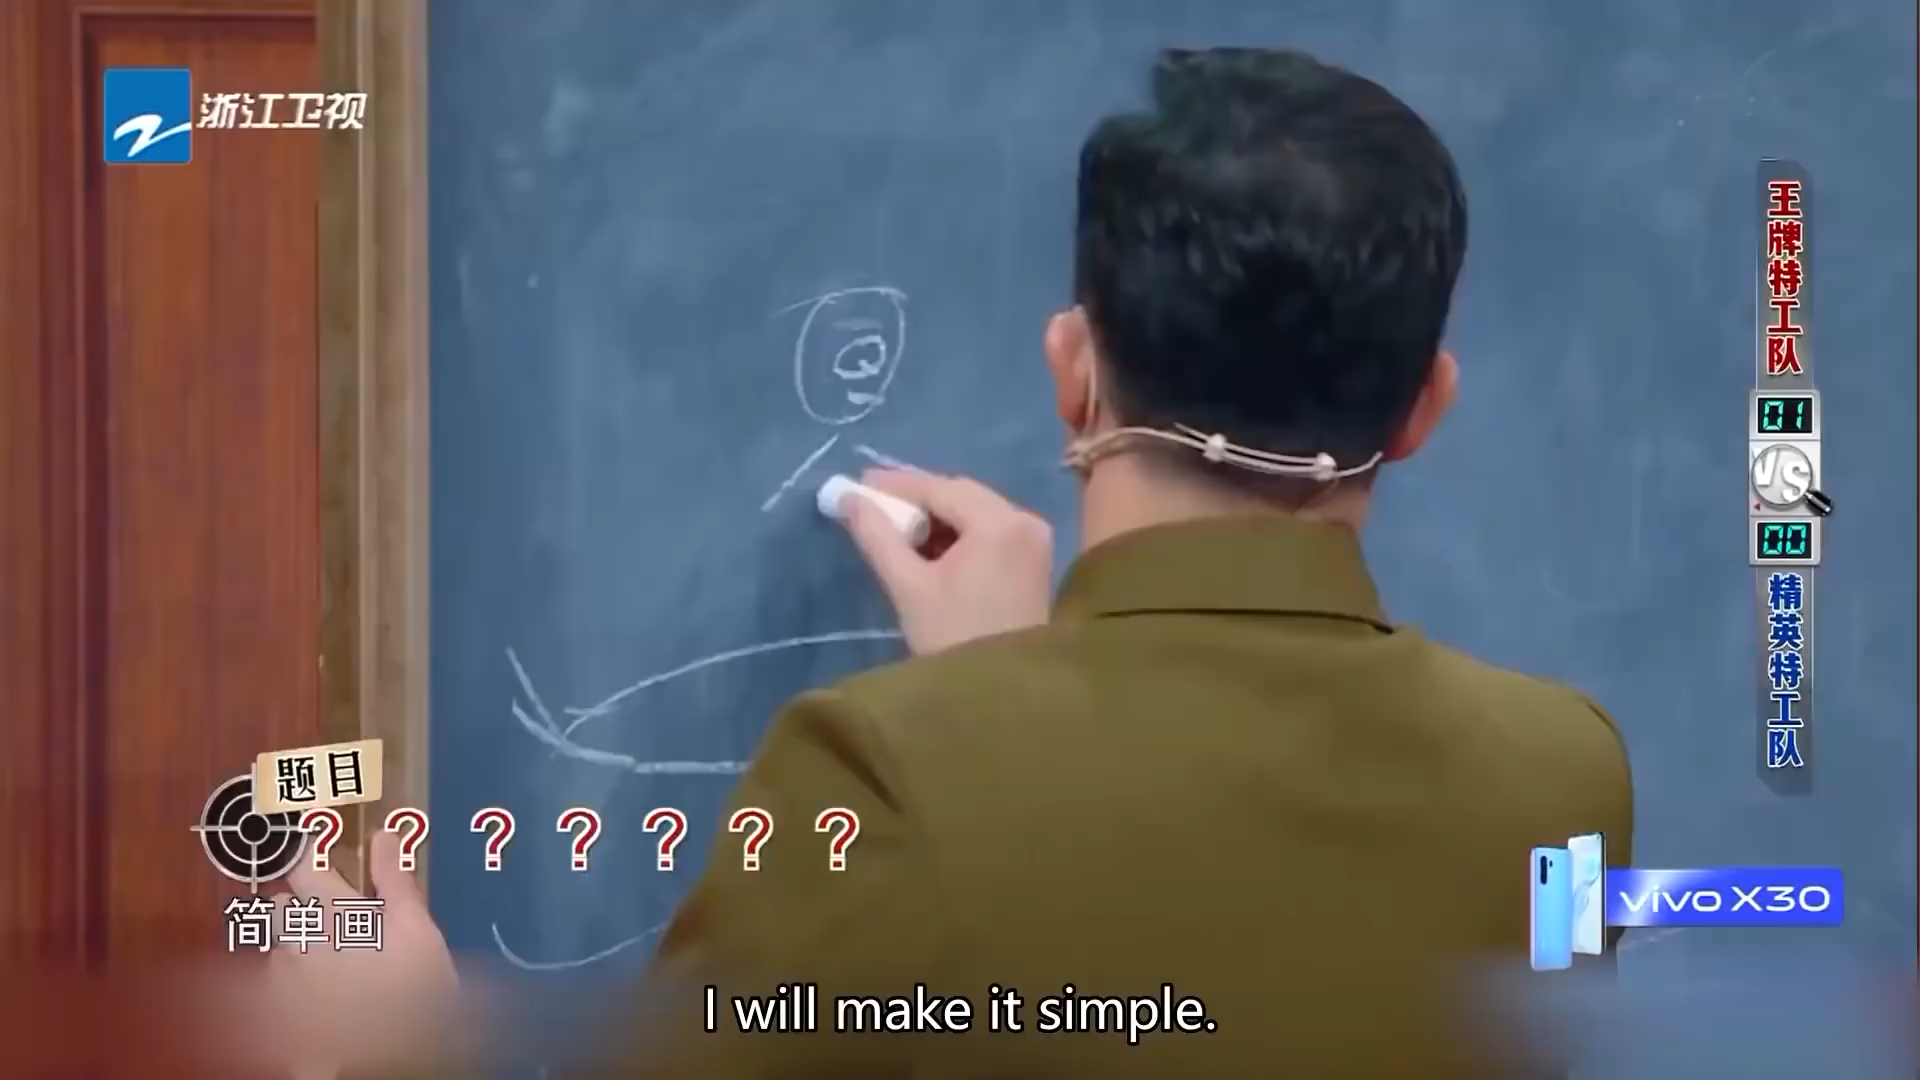 浙江卫视
王牌特工队
01
VS
00
精英特工队
题目
???????
简单画
vivo X30
I will make it simple.